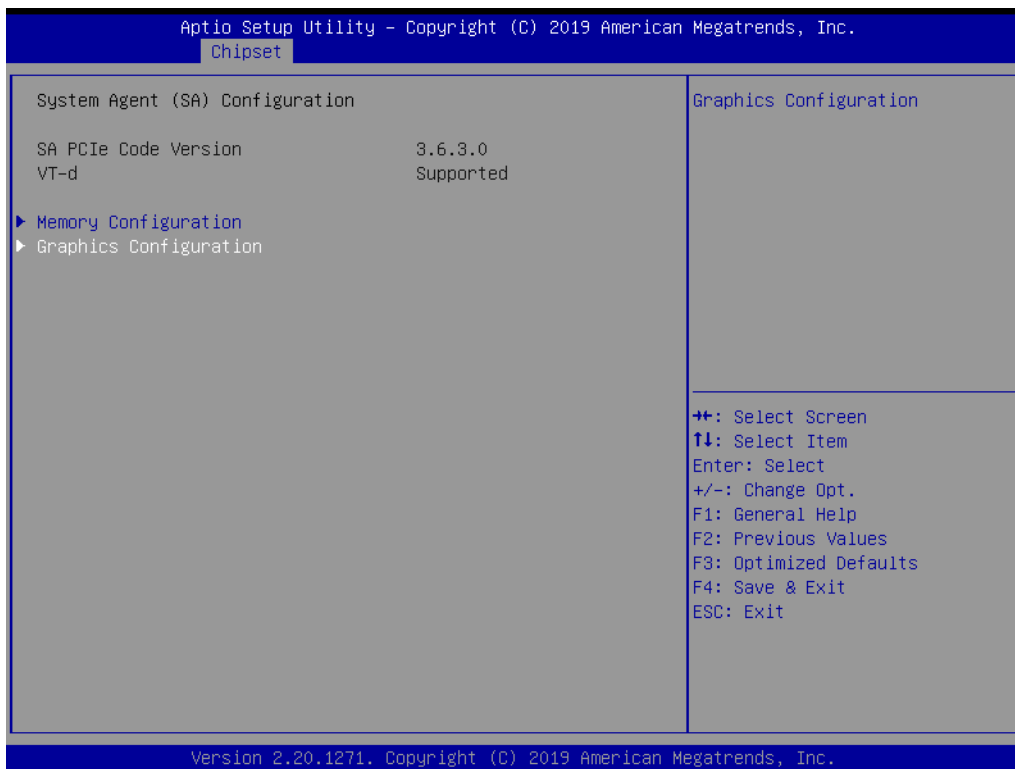 Aptio Setup Utility – Copyright (C) 2019 American Megatrends, Inc.
Chipset
System Agent (SA) Configuration
SA PCIe Code Version 3.6.3.0
VT-d Supported
▶ Memory Configuration
▶ Graphics Configuration
Graphics Configuration
→←: Select Screen
↑↓: Select Item
Enter: Select
+/-: Change Opt.
F1: General Help
F2: Previous Values
F3: Optimized Defaults
F4: Save & Exit
ESC: Exit
Version 2.20.1271. Copyright (C) 2019 American Megatrends, Inc.